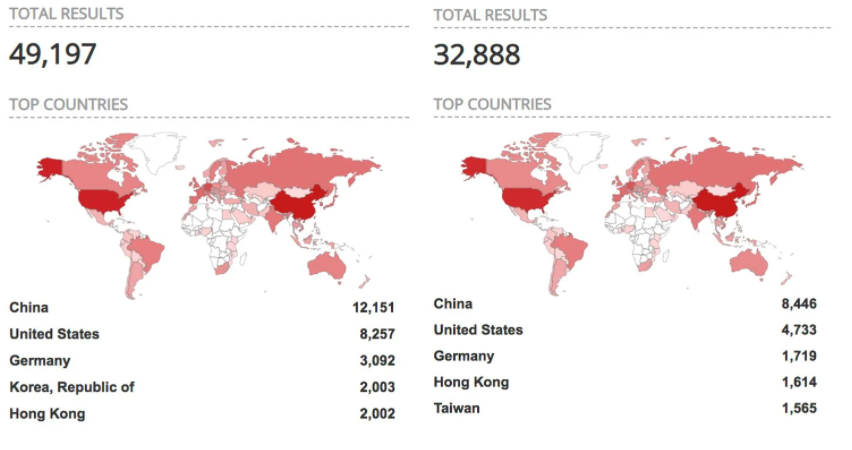 TOTAL RESULTS
49,197
TOP COUNTRIES
China 12,151
United States 8,257
Germany 3,092
Korea, Republic of 2,003
Hong Kong 2,002
TOTAL RESULTS
32,888
TOP COUNTRIES
China 8,446
United States 4,733
Germany 1,719
Hong Kong 1,614
Taiwan 1,565